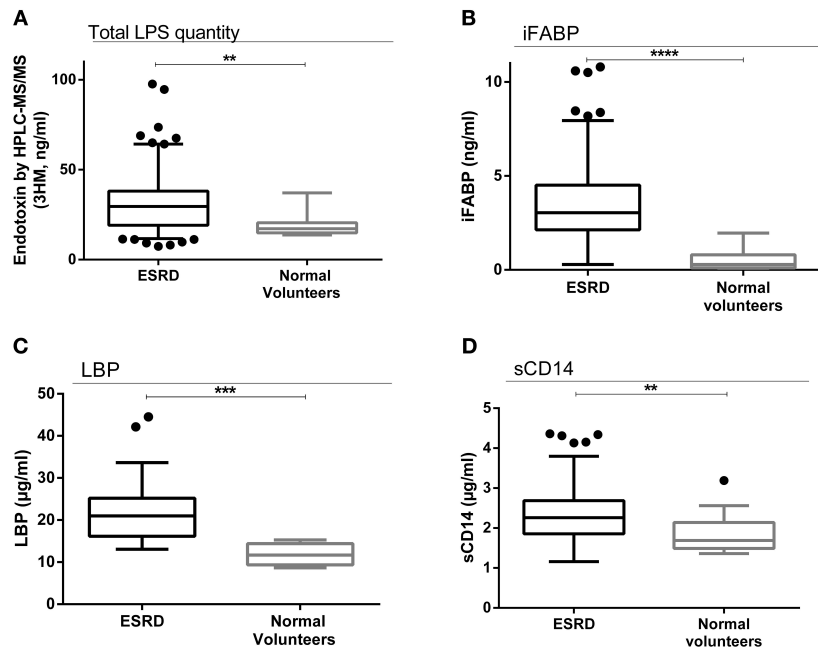 A
Total LPS quantity
**
Endotoxin by HPLC-MS/MS
(3HM, ng/ml)
100
50
0
ESRD
Normal
Volunteers
B
iFABP
****
iFABP (ng/ml)
10
5
0
ESRD
Normal
volunteers
C
LBP
***
LBP (µg/ml)
50
40
30
20
10
0
ESRD
Normal
Volunteers
D
sCD14
**
sCD14 (µg/ml)
5
4
3
2
1
0
ESRD
Normal
volunteers